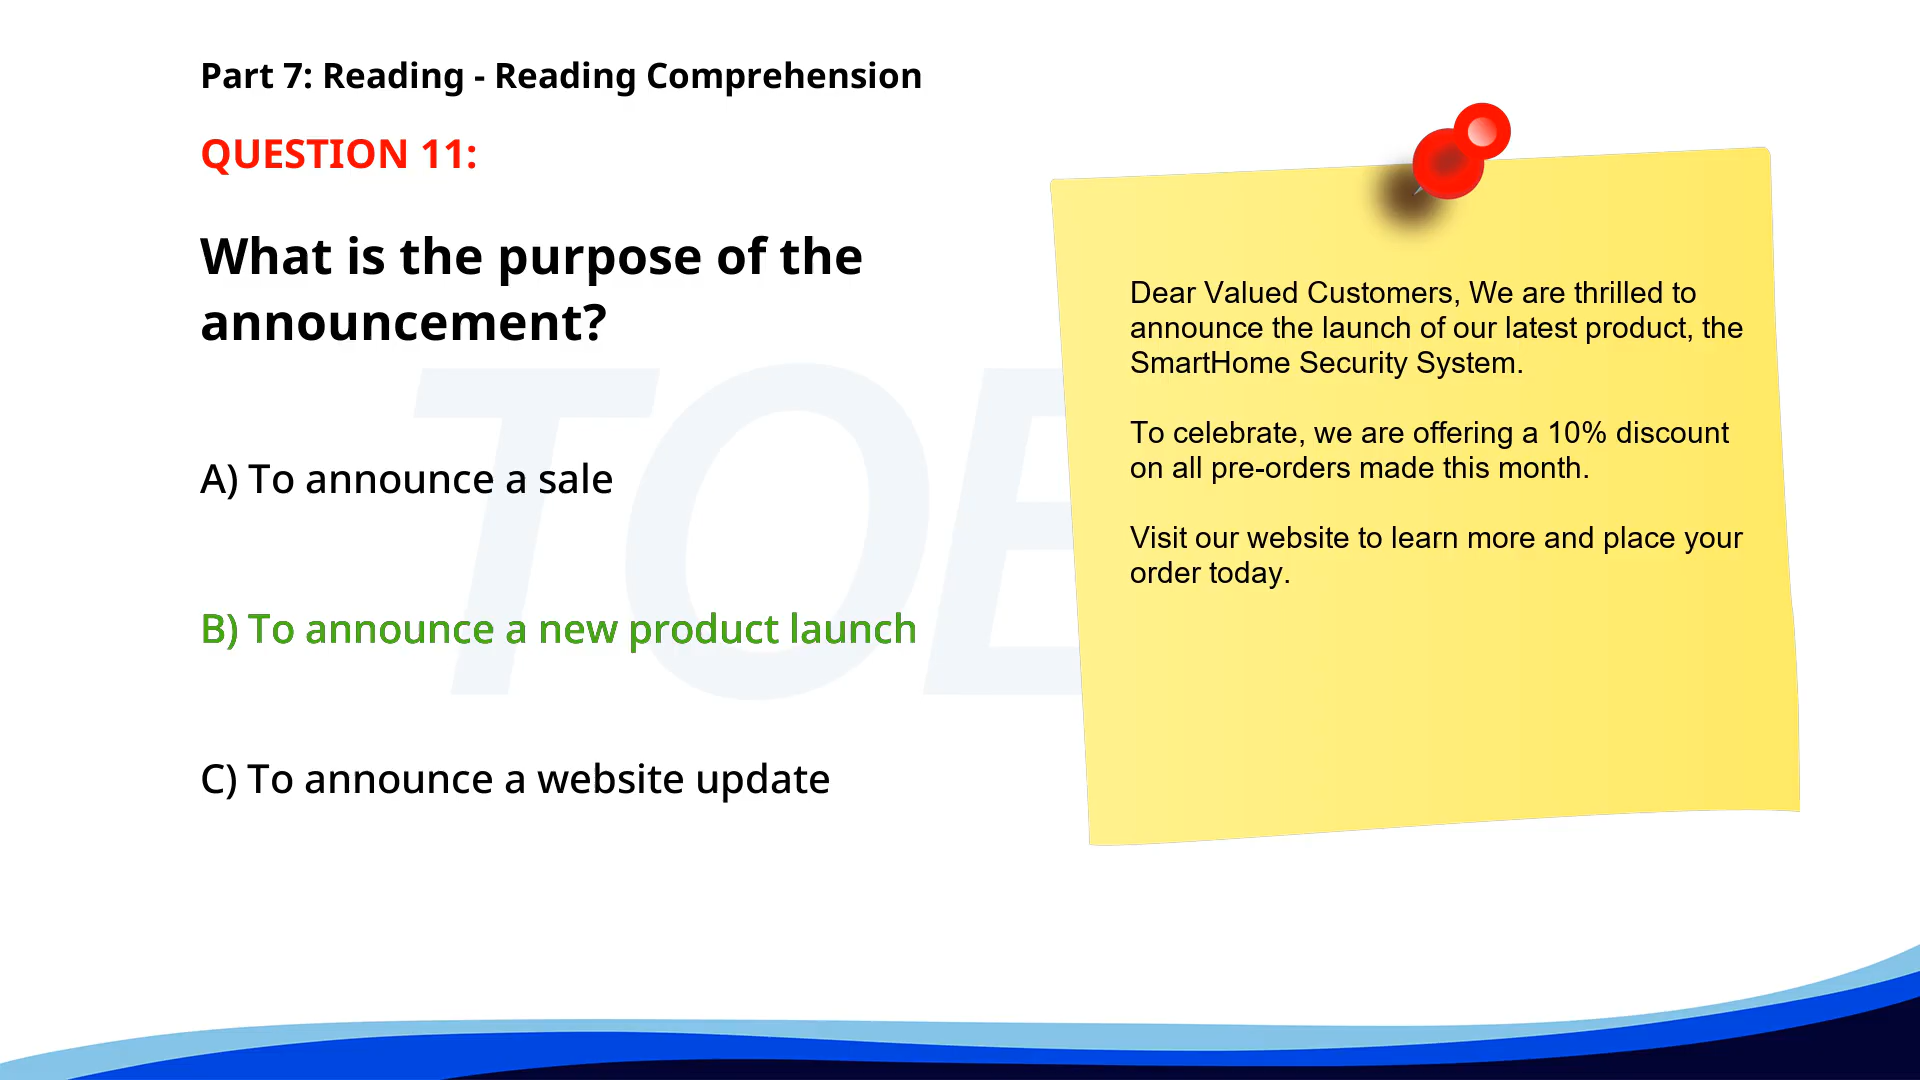 Part 7: Reading - Reading Comprehension
QUESTION 11:
What is the purpose of the
announcement?
A) To announce a sale
B) To announce a new product launch
C) To announce a website update
Dear Valued Customers, We are thrilled to
announce the launch of our latest product, the
SmartHome Security System.
To celebrate, we are offering a 10% discount
on all pre-orders made this month.
Visit our website to learn more and place your
order today.
TOE